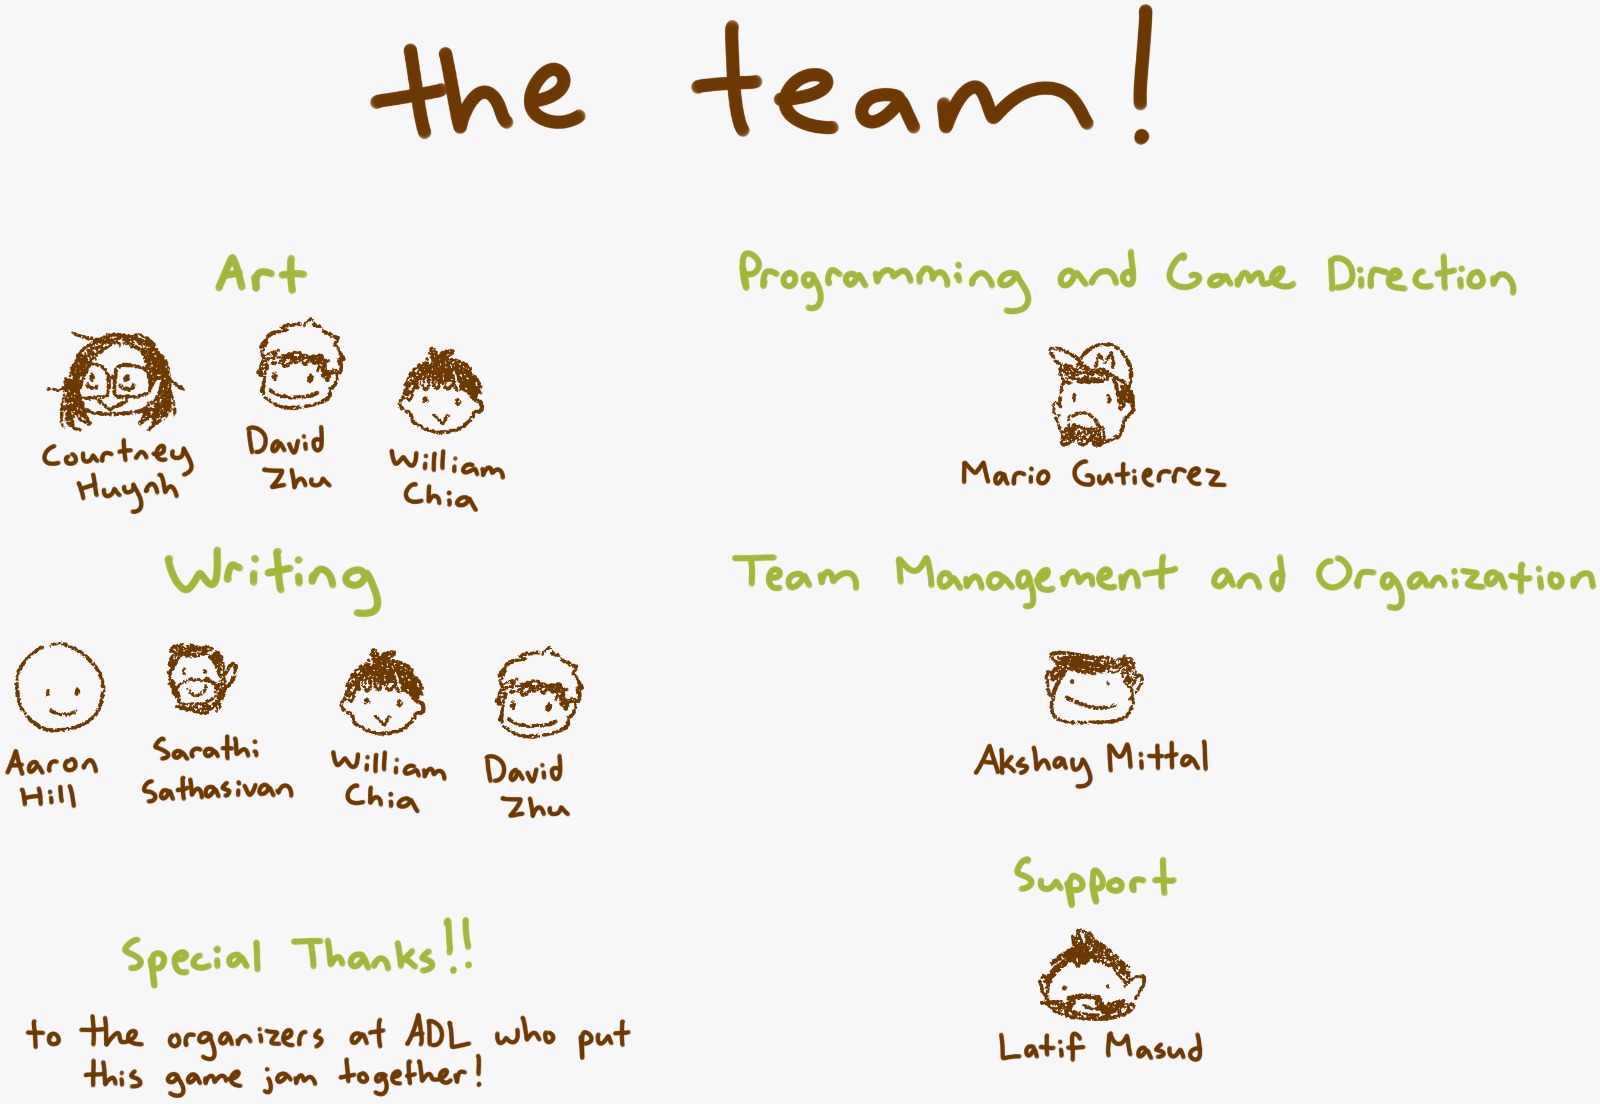 the team!
Art
Courtney
Huynh
David
Zhu
William
Chia
Writing
Aaron
Hill
Sarathi
Sathasivan
William
Chia
David
Zhu
Special Thanks!!
to the organizers at ADL who put
this game jam together!
Programming and Game Direction
M
Mario Gutierrez
Team Management and Organization
Akshay Mittal
Support
Latif Masud